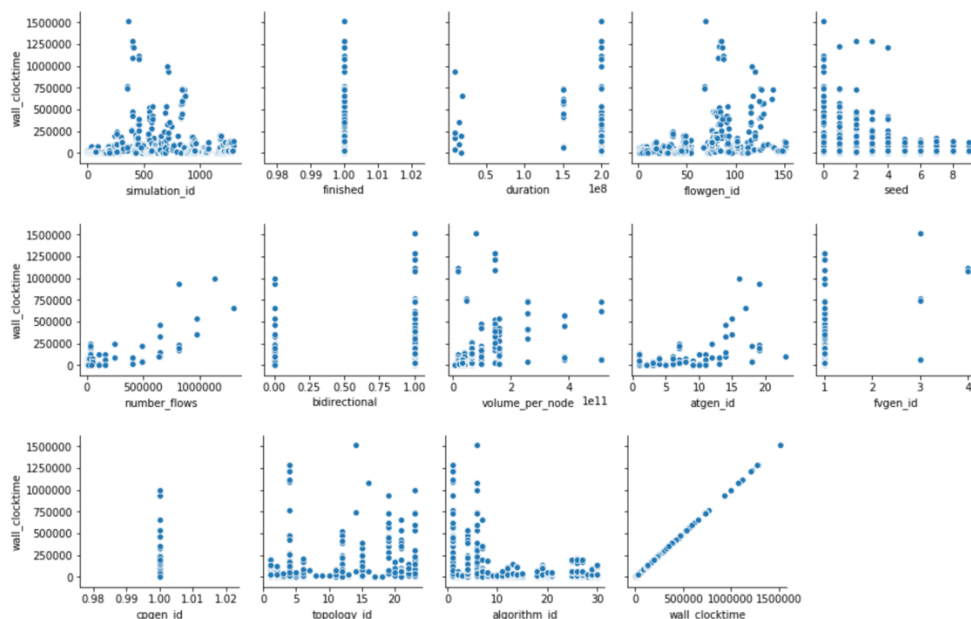 wall_clocktime
1500000
1250000
1000000
750000
500000
250000
0
0 500 1000
simulation_id
0.98 0.99 1.00 1.01 1.02
finished
0.5 1.0 1.5 2.0
duration 1e8
0 50 100 150
flowgen_id
0 2 4 6 8
seed
wall_clocktime
1500000
1250000
1000000
750000
500000
250000
0
0 500000 1000000
number_flows
0.00 0.25 0.50 0.75 1.00
bidirectional
0 2 4
volume_per_node 1e11
0 5 10 15 20
atgen_id
1 2 3 4
fvgen_id
wall_clocktime
1500000
1250000
1000000
750000
500000
250000
0
0.98 0.99 1.00 1.01 1.02
cpgen_id
0 5 10 15 20
topology_id
0 10 20 30
algorithm_id
0 500000 1000000 1500000
wall_clocktime